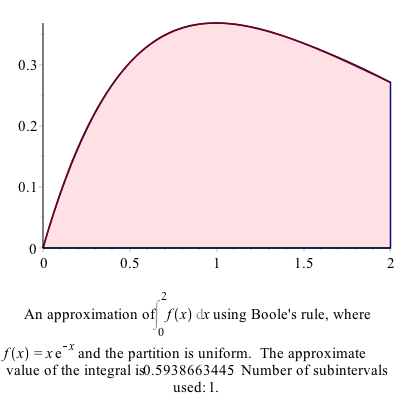 0.3
0.2
0.1
0
0 0.5 1 1.5 2
An approximation of ∫₀² f(x) dx using Boole's rule, where
f(x) = x e^-x and the partition is uniform. The approximate
value of the integral is 0.5938663445 Number of subintervals
used: 1.